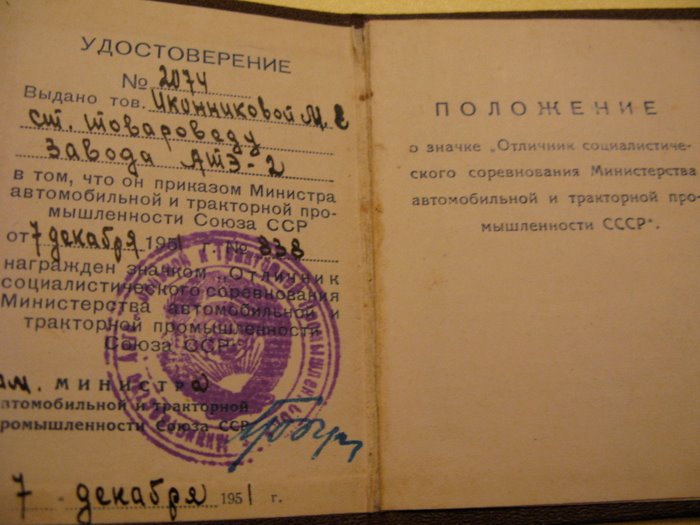 УДОСТОВЕРЕНИЕ
№ 2074
Выдано тов. Иконниковой М. Е
ст. товароведу
завода АТЭ-2
в том, что он приказом Министра
автомобильной и тракторной про-
мышленности Союза ССР
от 7 декабря 1951 г. № 838
награжден значком „Отличник
социалистического соревнования
Министерства автомобильной и
тракторной промышленности
Союза ССР"
Зам. МИНИСТРА
автомобильной и тракторной
промышленности Союза ССР
7 декабря 1951 г.
ПОЛОЖЕНИЕ
о значке „Отличник социалистиче-
ского соревнования Министерства
автомобильной и тракторной про-
мышленности СССР".